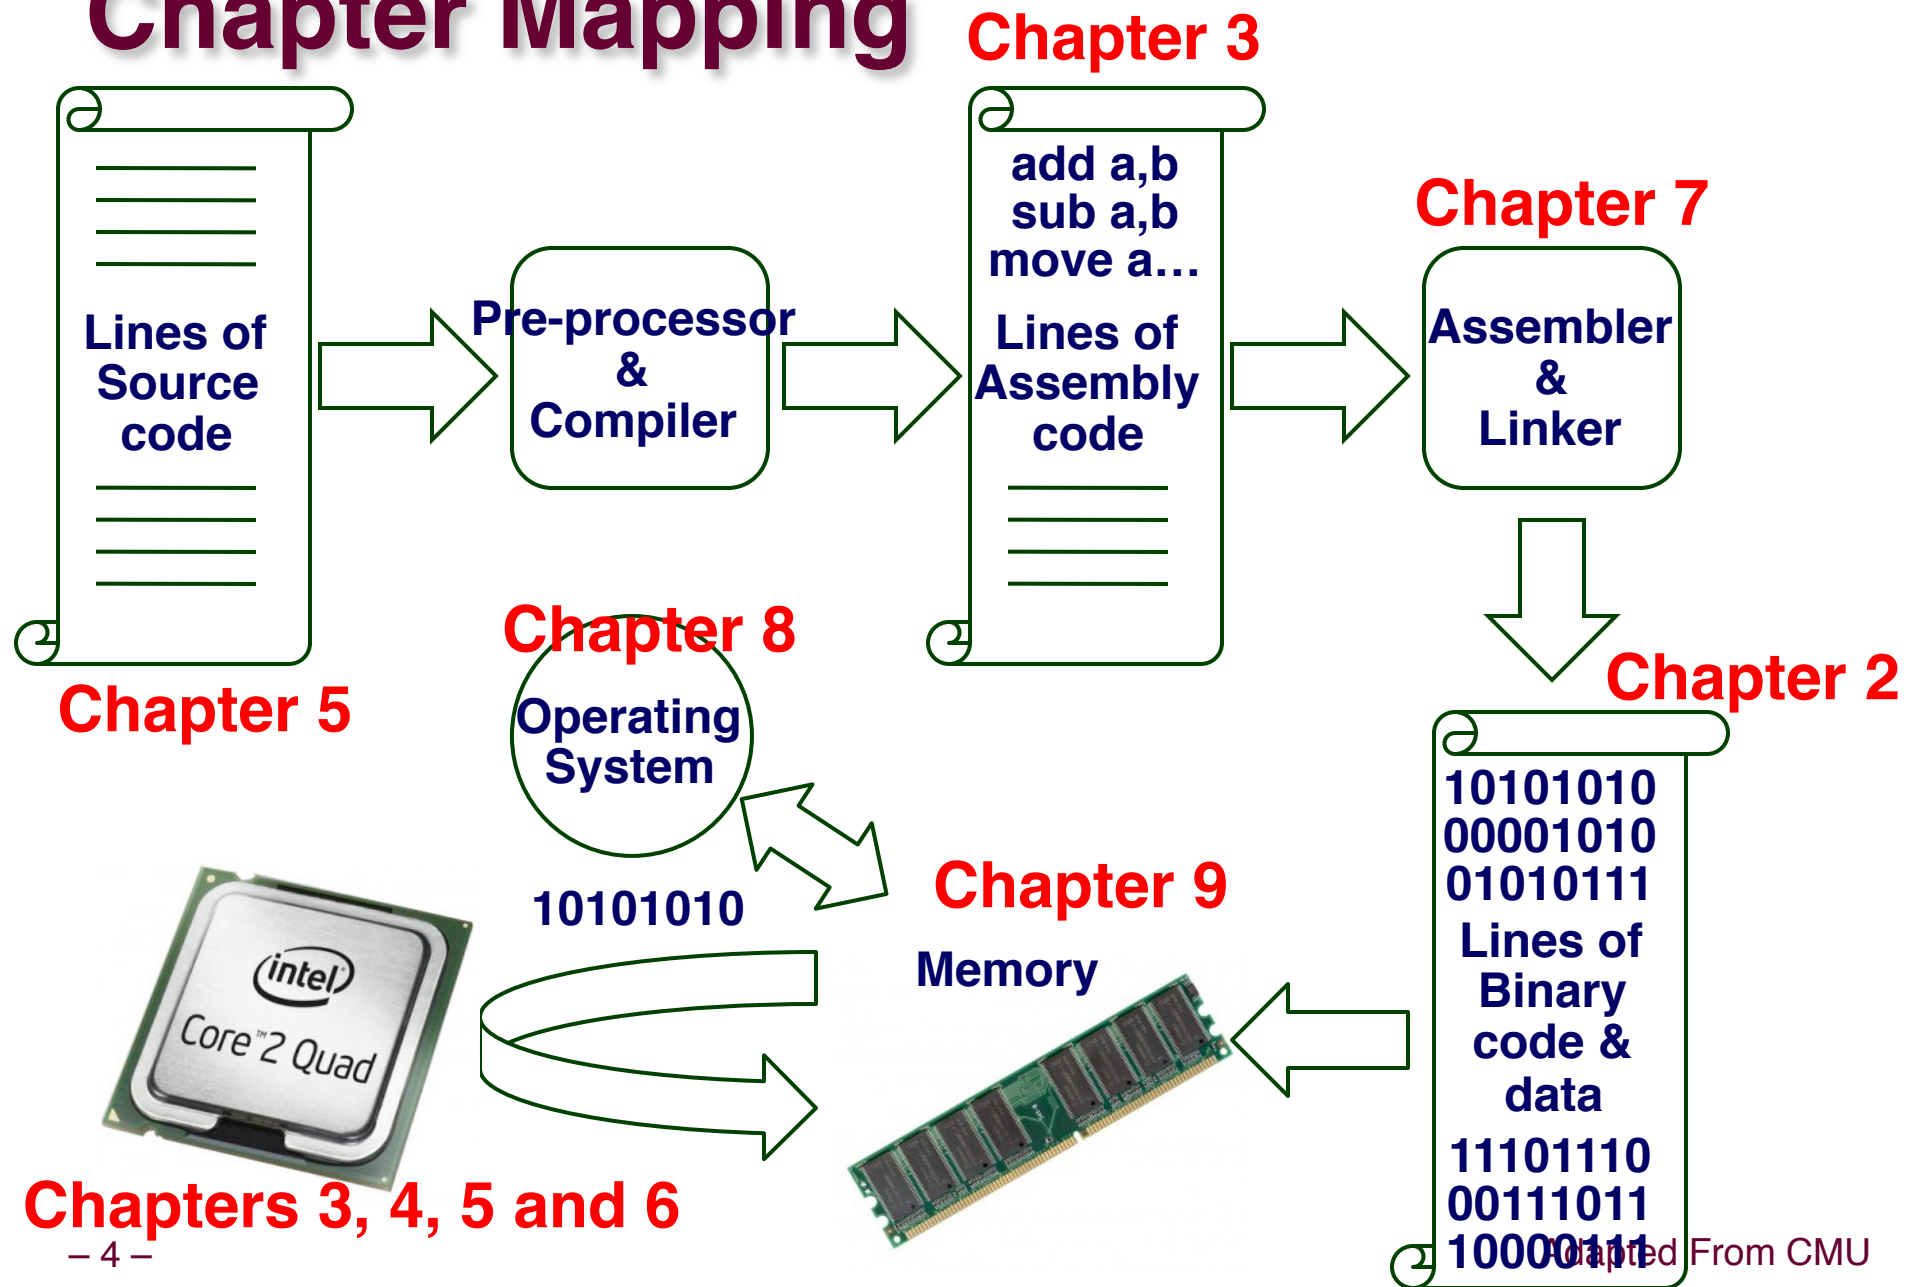 Chapter Mapping
Chapter 3
add a,b
sub a,b
move a…
Chapter 7
Lines of
Source
code
Pre-processor
&
Compiler
Lines of
Assembly
code
Assembler
&
Linker
Chapter 5
Chapter 8
Operating
System
Chapter 2
10101010
00001010
01010111
Lines of
Binary
code &
data
11101110
00111011
10000111
10101010
Chapter 9
Memory
intel
Core™2 Quad
Chapters 3, 4, 5 and 6
– 4 –
Adapted From CMU